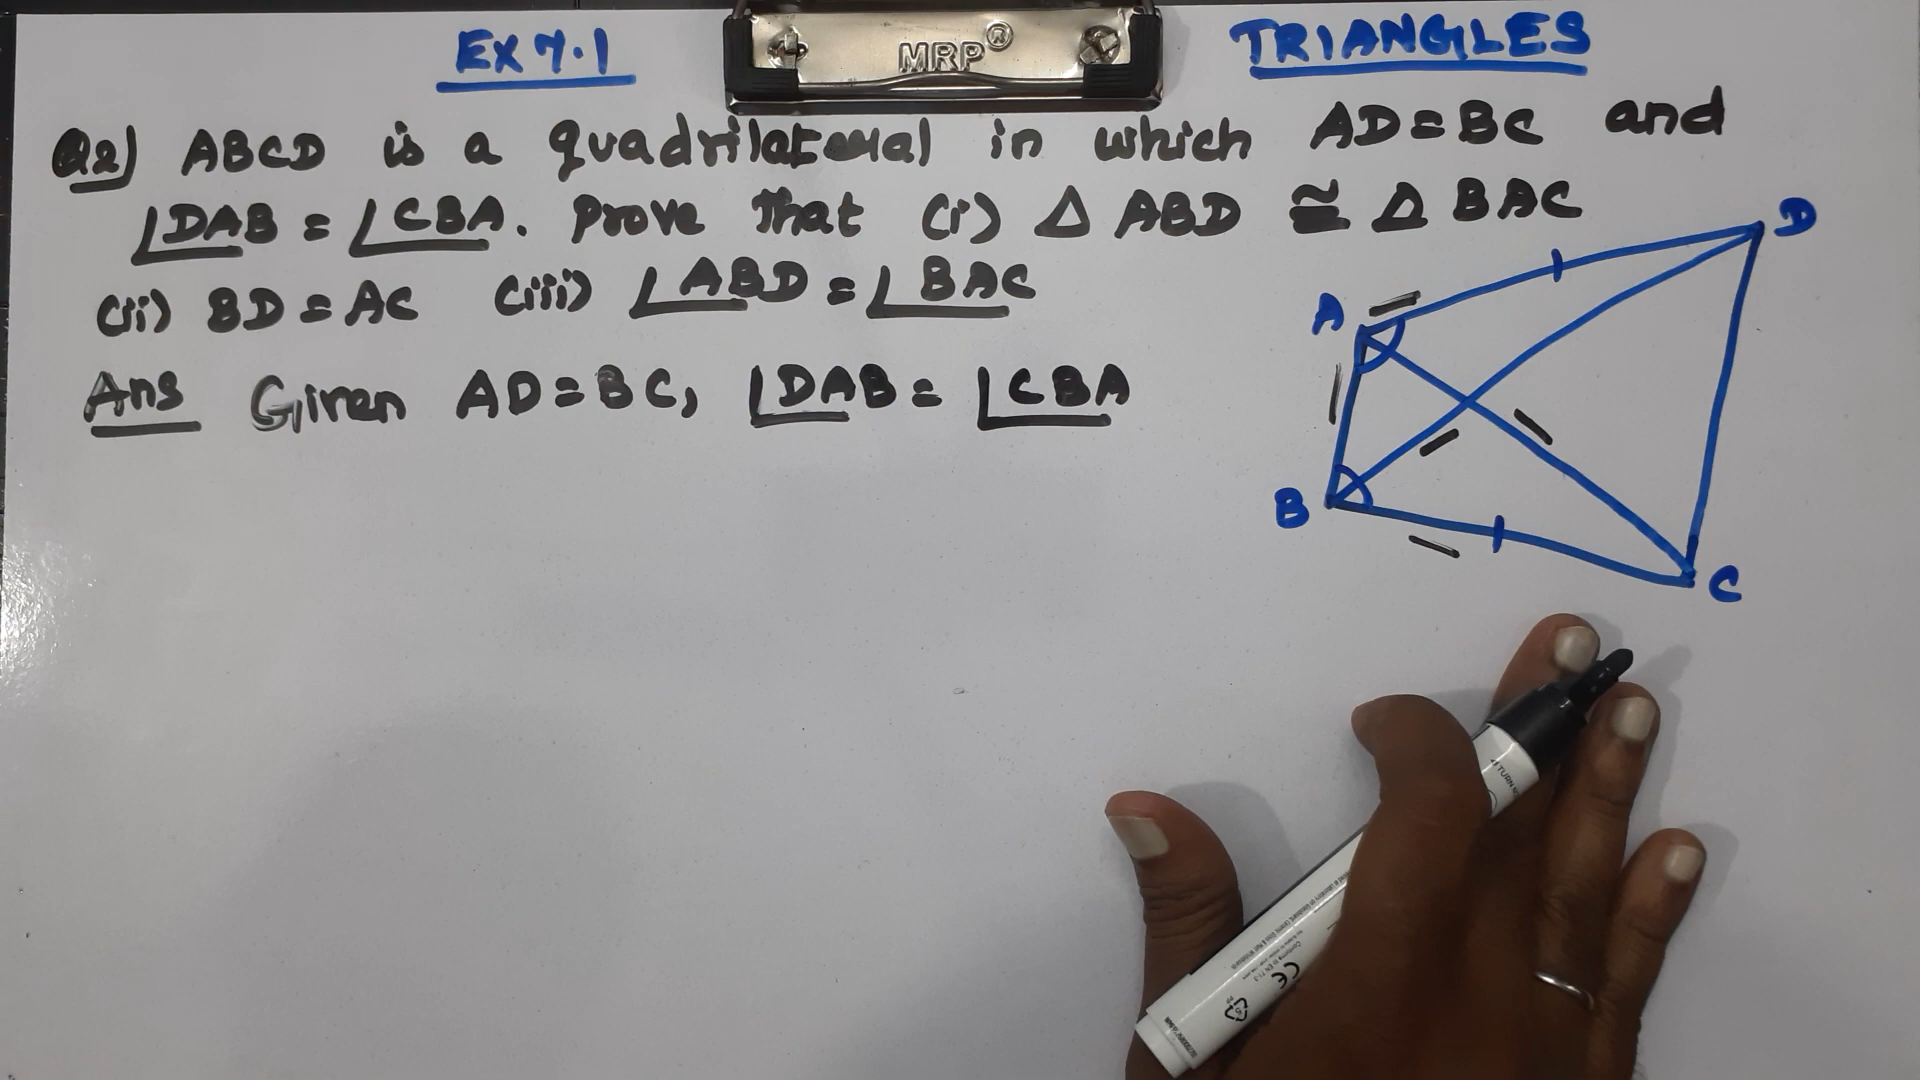 EX 7.1
MRP®
TRIANGLES
Q2) ABCD is a quadrilateral in which AD=BC and
∠DAB = ∠CBA. Prove that (i) Δ ABD ≅ Δ BAC
(ii) BD = AC (iii) ∠ABD = ∠BAC
Ans Given AD=BC, ∠DAB = ∠CBA
D
A
B
C
CE